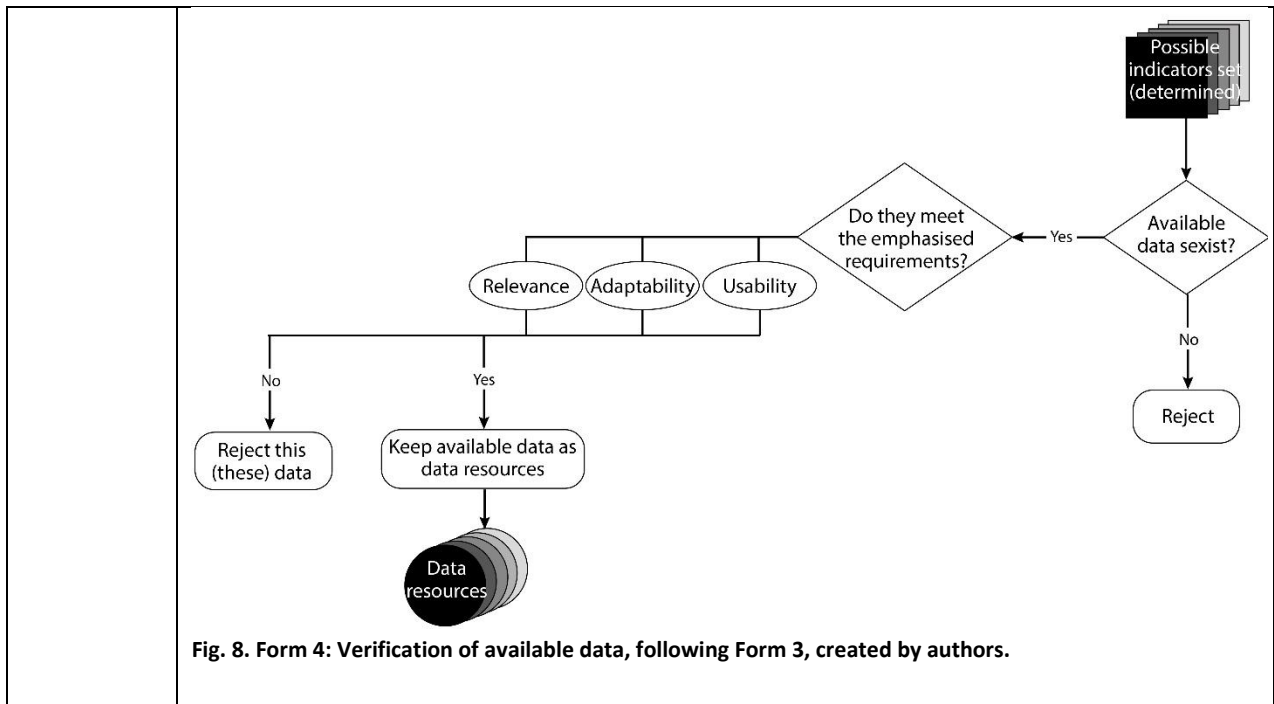 Possible
indicators set
(determined)
Available
data sexist?
Yes
Do they meet
the emphasised
requirements?
Relevance
Adaptability
Usability
No
Reject
No
Yes
Reject this
(these) data
Keep available data as
data resources
Data
resources
Fig. 8. Form 4: Verification of available data, following Form 3, created by authors.